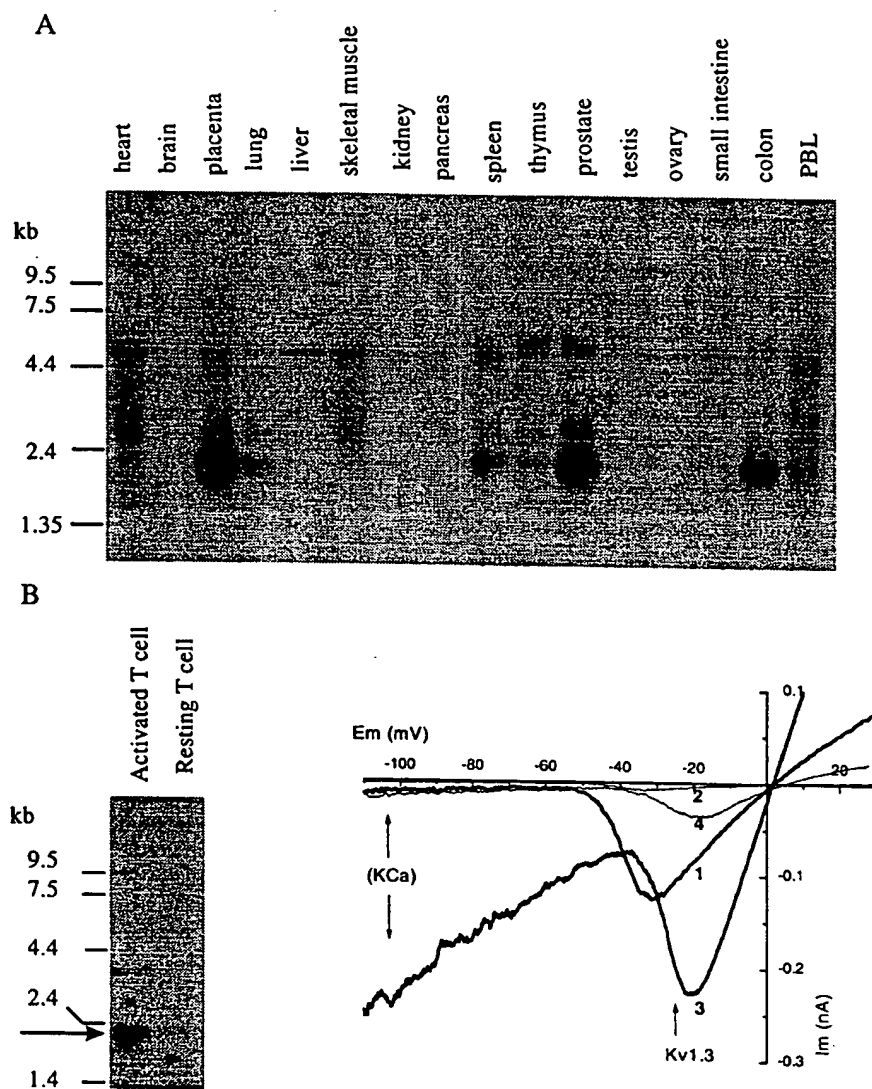 A
heart
brain
placenta
lung
liver
skeletal muscle
kidney
pancreas
spleen
thymus
prostate
testis
ovary
small intestine
colon
PBL
kb
9.5
7.5
4.4
2.4
1.35
B
Activated T cell
Resting T cell
kb
9.5
7.5
4.4
2.4
1.4
Em (mV)
-100
-80
-60
-40
-20
20
0.1
0
-0.1
-0.2
-0.3
Im (nA)
(KCa)
2
4
1
3
Kv1.3